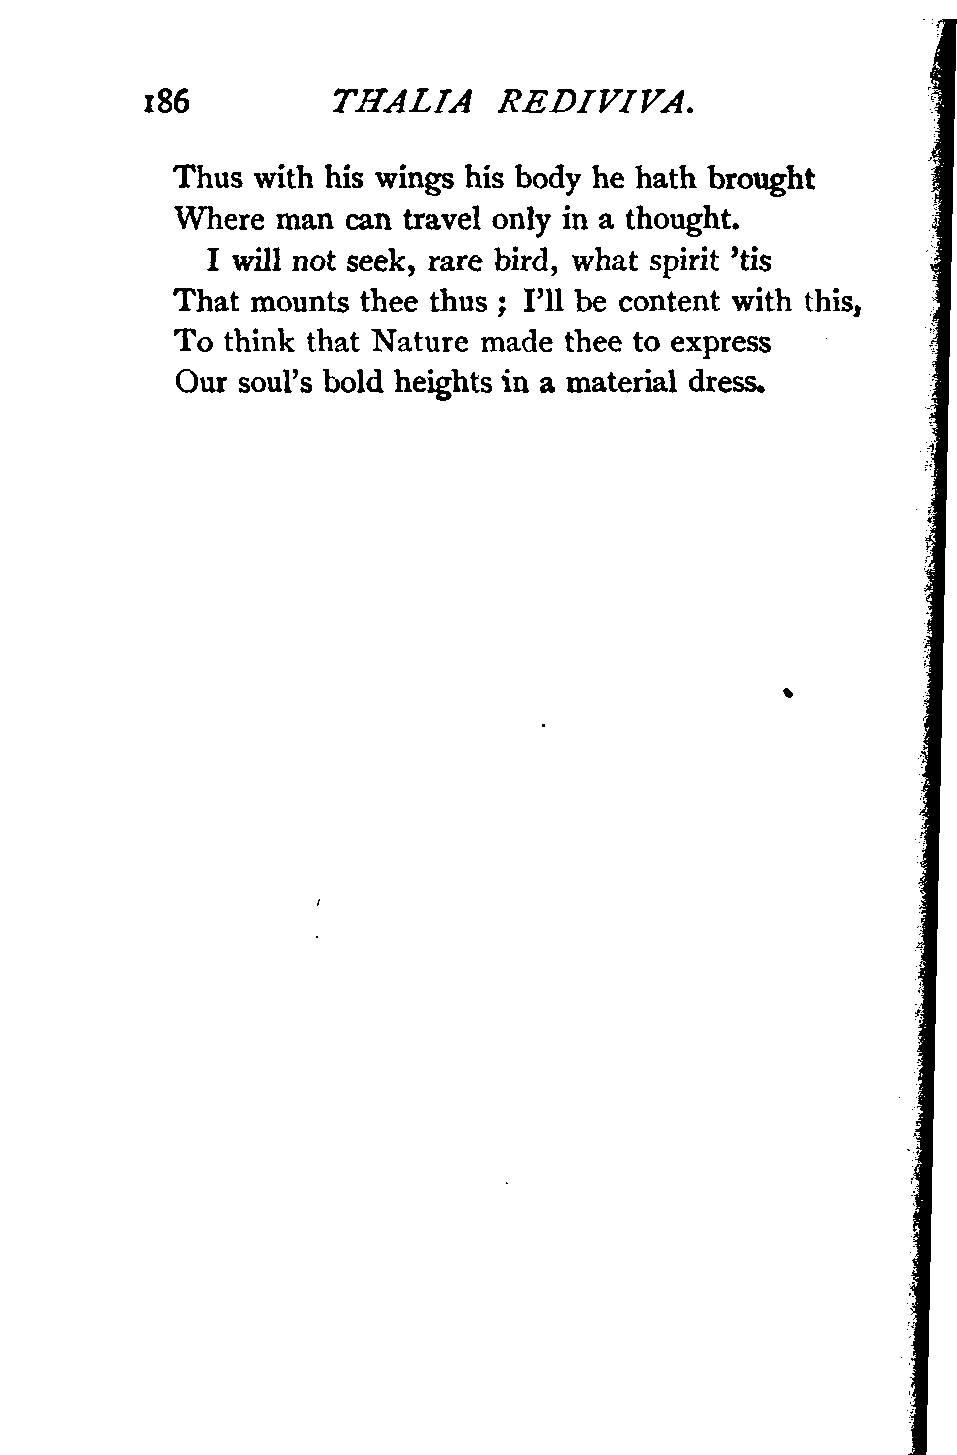 186 THALIA REDIVIVA.
Thus with his wings his body he hath brought
Where man can travel only in a thought.
I will not seek, rare bird, what spirit 'tis
That mounts thee thus ; I'll be content with this,
To think that Nature made thee to express
Our soul's bold heights in a material dress.